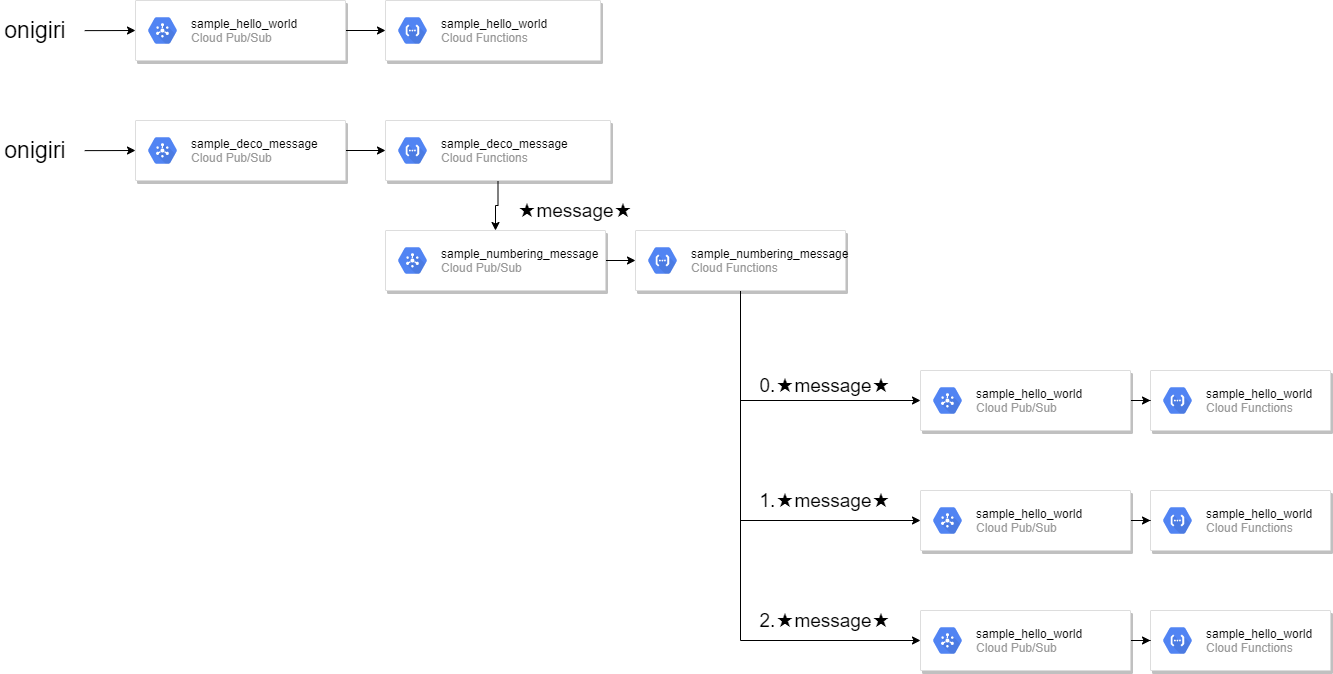 onigiri
sample_hello_world
Cloud Pub/Sub
sample_hello_world
Cloud Functions
onigiri
sample_deco_message
Cloud Pub/Sub
sample_deco_message
Cloud Functions
★message★
sample_numbering_message
Cloud Pub/Sub
sample_numbering_message
Cloud Functions
0.★message★
sample_hello_world
Cloud Pub/Sub
sample_hello_world
Cloud Functions
1.★message★
sample_hello_world
Cloud Pub/Sub
sample_hello_world
Cloud Functions
2.★message★
sample_hello_world
Cloud Pub/Sub
sample_hello_world
Cloud Functions